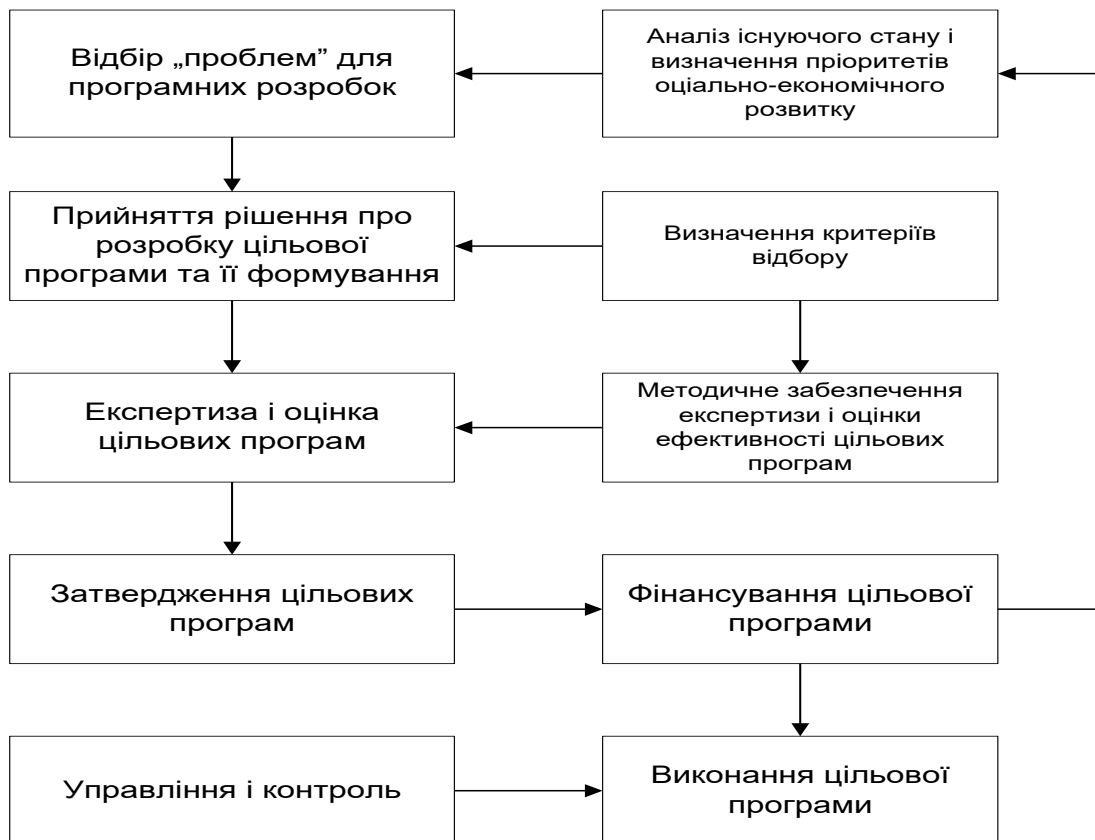 Відбір „проблем” для
програмних розробок
Аналіз існуючого стану і
визначення пріоритетів
оціально-економічного
розвитку
Прийняття рішення про
розробку цільової
програми та її формування
Визначення критеріїв
відбору
Експертиза і оцінка
цільових програм
Методичне забезпечення
експертизи і оцінки
ефективності цільових
програм
Затвердження цільових
програм
Фінансування цільової
програми
Управління і контроль
Виконання цільової
програми